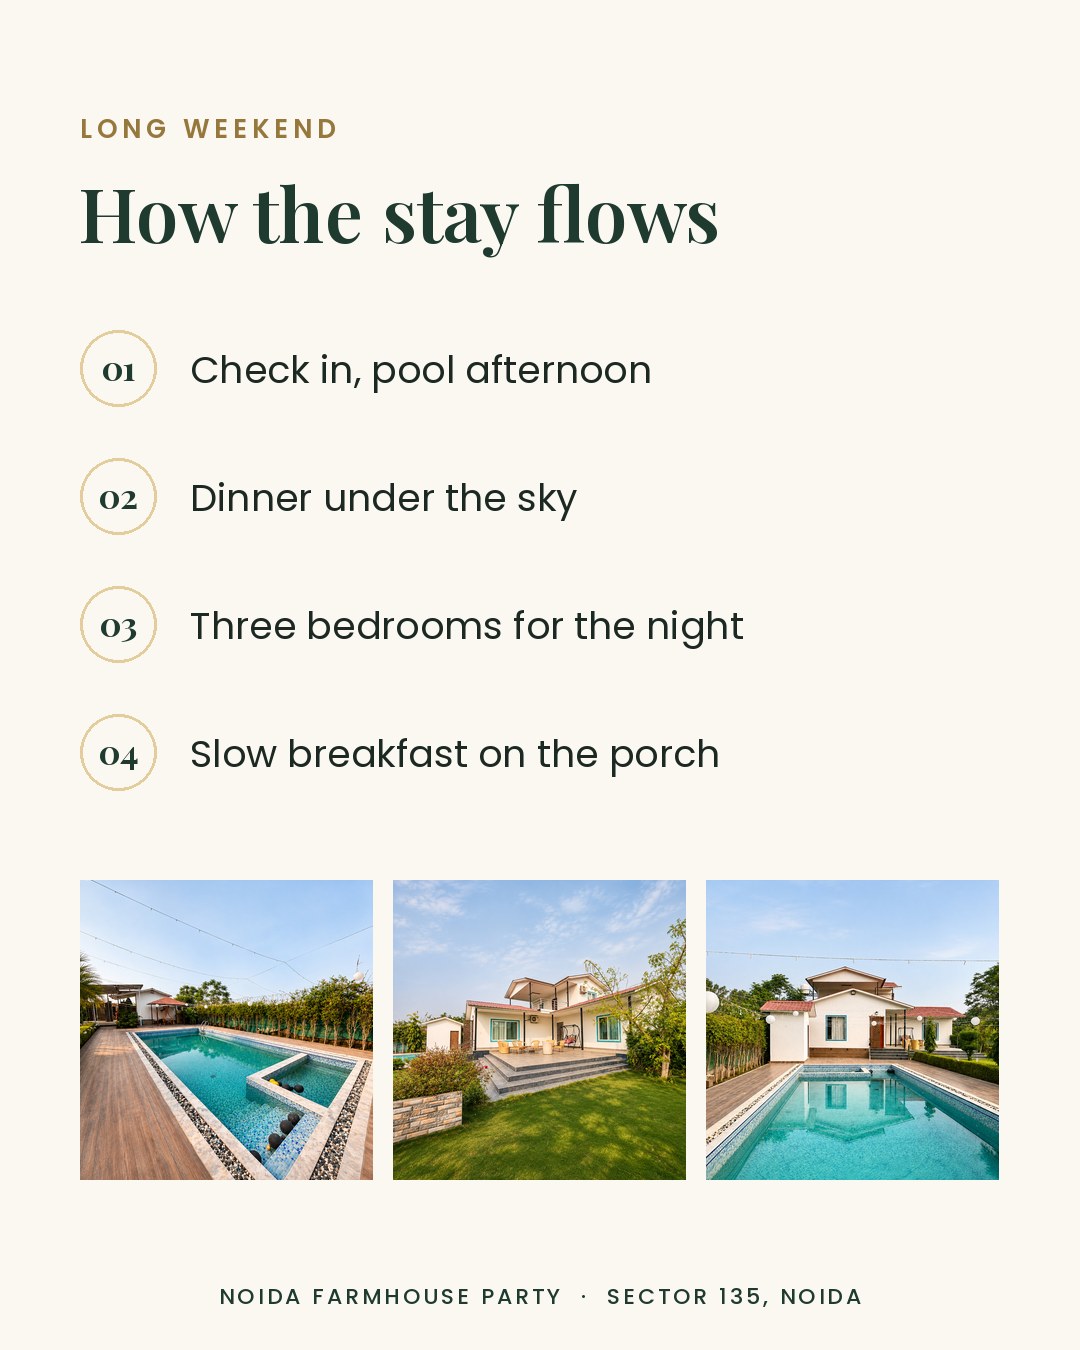 LONG WEEKEND
How the stay flows
01 Check in, pool afternoon
02 Dinner under the sky
03 Three bedrooms for the night
04 Slow breakfast on the porch
NOIDA FARMHOUSE PARTY · SECTOR 135, NOIDA